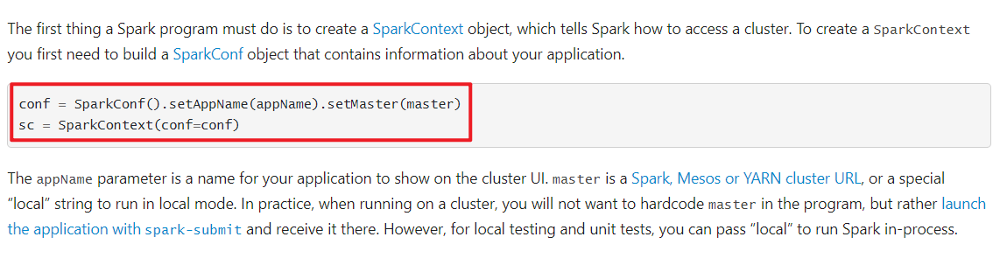 The first thing a Spark program must do is to create a SparkContext object, which tells Spark how to access a cluster. To create a SparkContext
you first need to build a SparkConf object that contains information about your application.
conf = SparkConf().setAppName(appName).setMaster(master)
sc = SparkContext(conf=conf)
The appName parameter is a name for your application to show on the cluster UI. master is a Spark, Mesos or YARN cluster URL, or a special
“local” string to run in local mode. In practice, when running on a cluster, you will not want to hardcode master in the program, but rather launch
the application with spark-submit and receive it there. However, for local testing and unit tests, you can pass “local” to run Spark in-process.